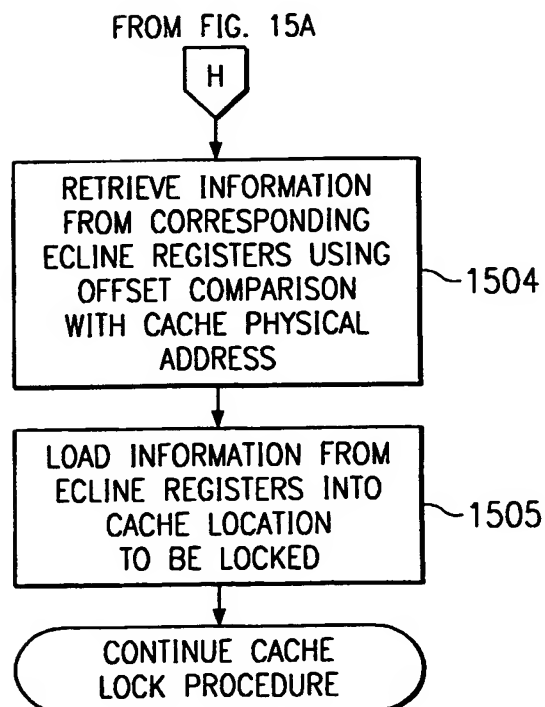 FROM FIG. 15A
H
RETRIEVE INFORMATION
FROM CORRESPONDING
ECLINE REGISTERS USING
OFFSET COMPARISON
WITH CACHE PHYSICAL
ADDRESS
1504
LOAD INFORMATION FROM
ECLINE REGISTERS INTO
CACHE LOCATION
TO BE LOCKED
1505
CONTINUE CACHE
LOCK PROCEDURE